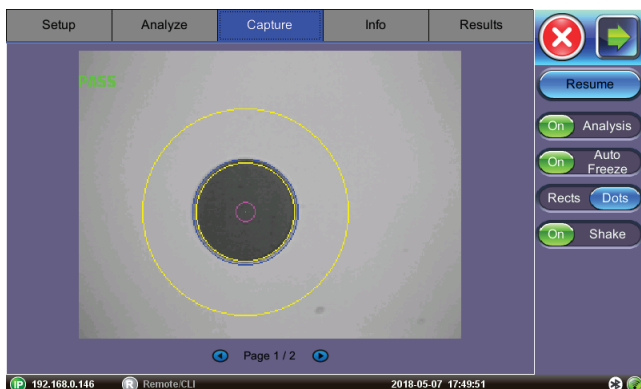 Setup Analyze Capture Info Results
PASS
Resume
On Analysis
On Auto Freeze
Rects Dots
On Shake
Page 1 / 2
IP 192.168.0.146 R Remote/CLI 2018-05-07 17:49:51